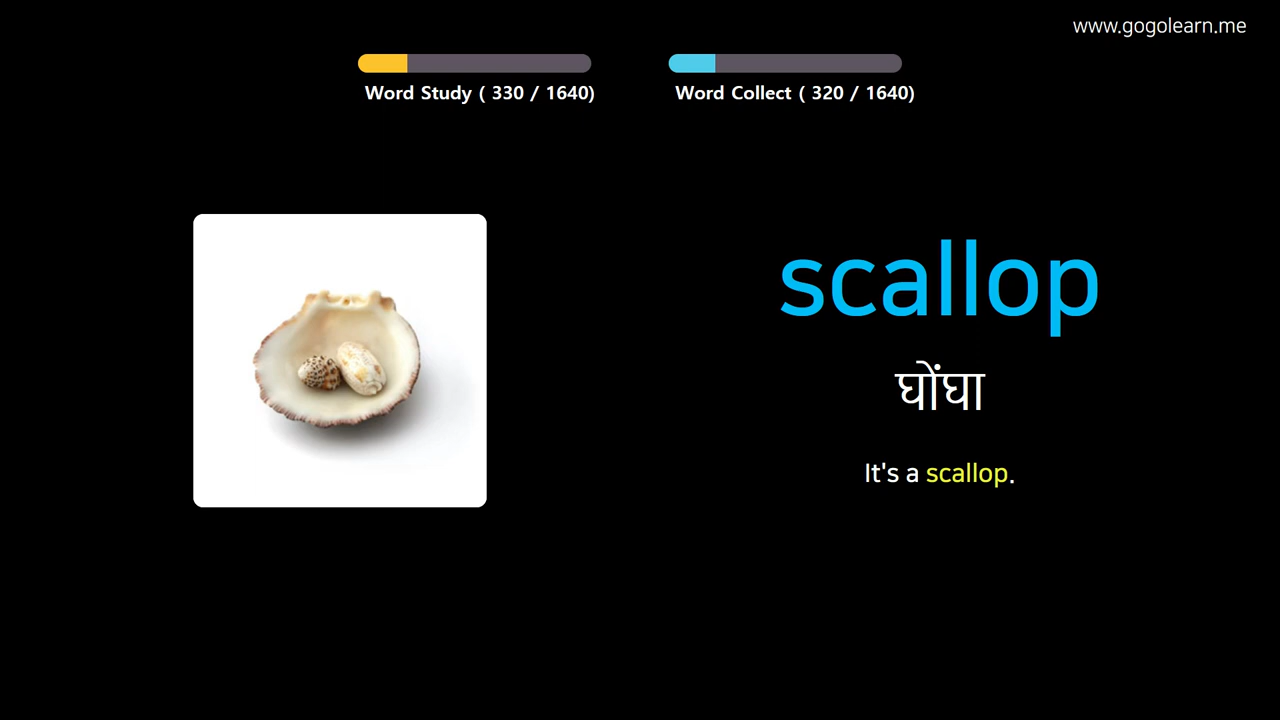 www.gogolearn.me
Word Study ( 330 / 1640)
Word Collect ( 320 / 1640)
scallop
घोंघा
It's a scallop.